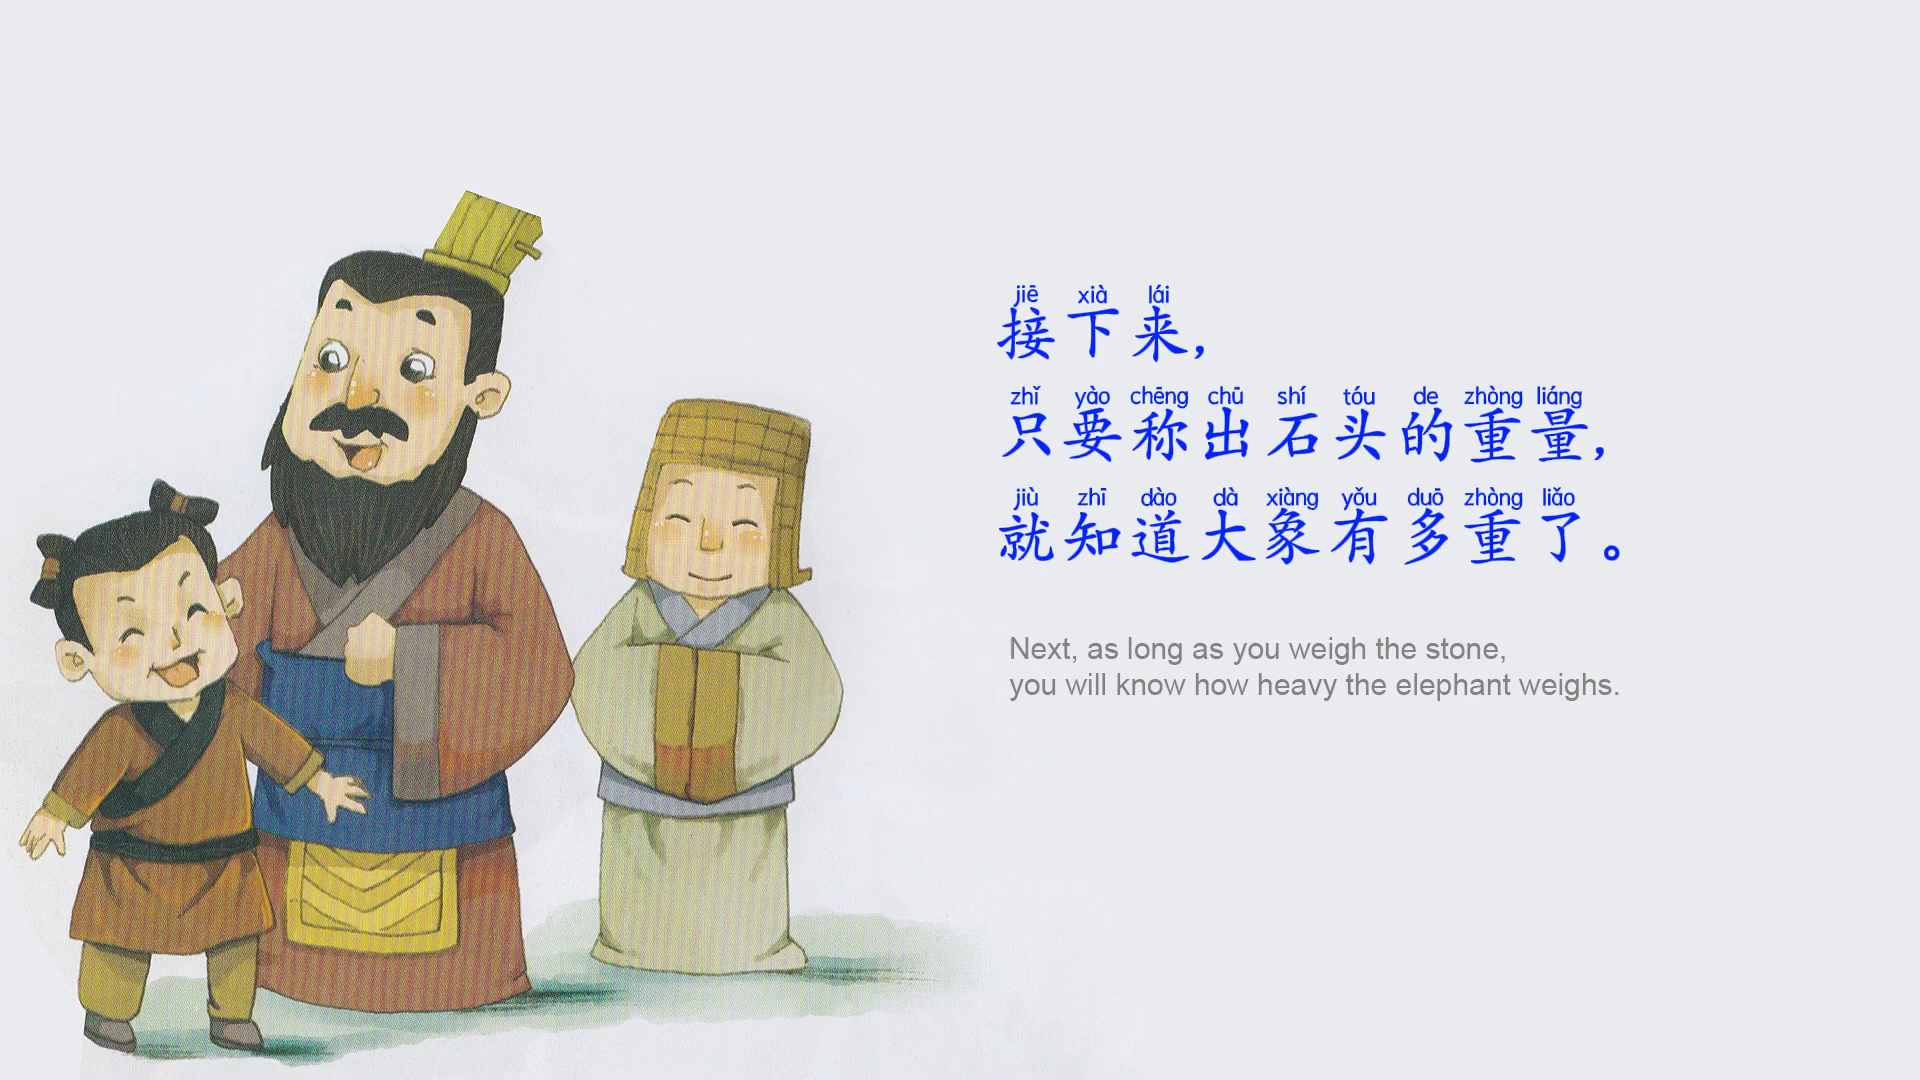 jiē xià lái
接下来，
zhǐ yào chēng chū shí tóu de zhòng liáng
只要称出石头的重量，
jiù zhī dào dà xiàng yǒu duō zhòng liǎo
就知道大象有多重了。
Next, as long as you weigh the stone,
you will know how heavy the elephant weighs.